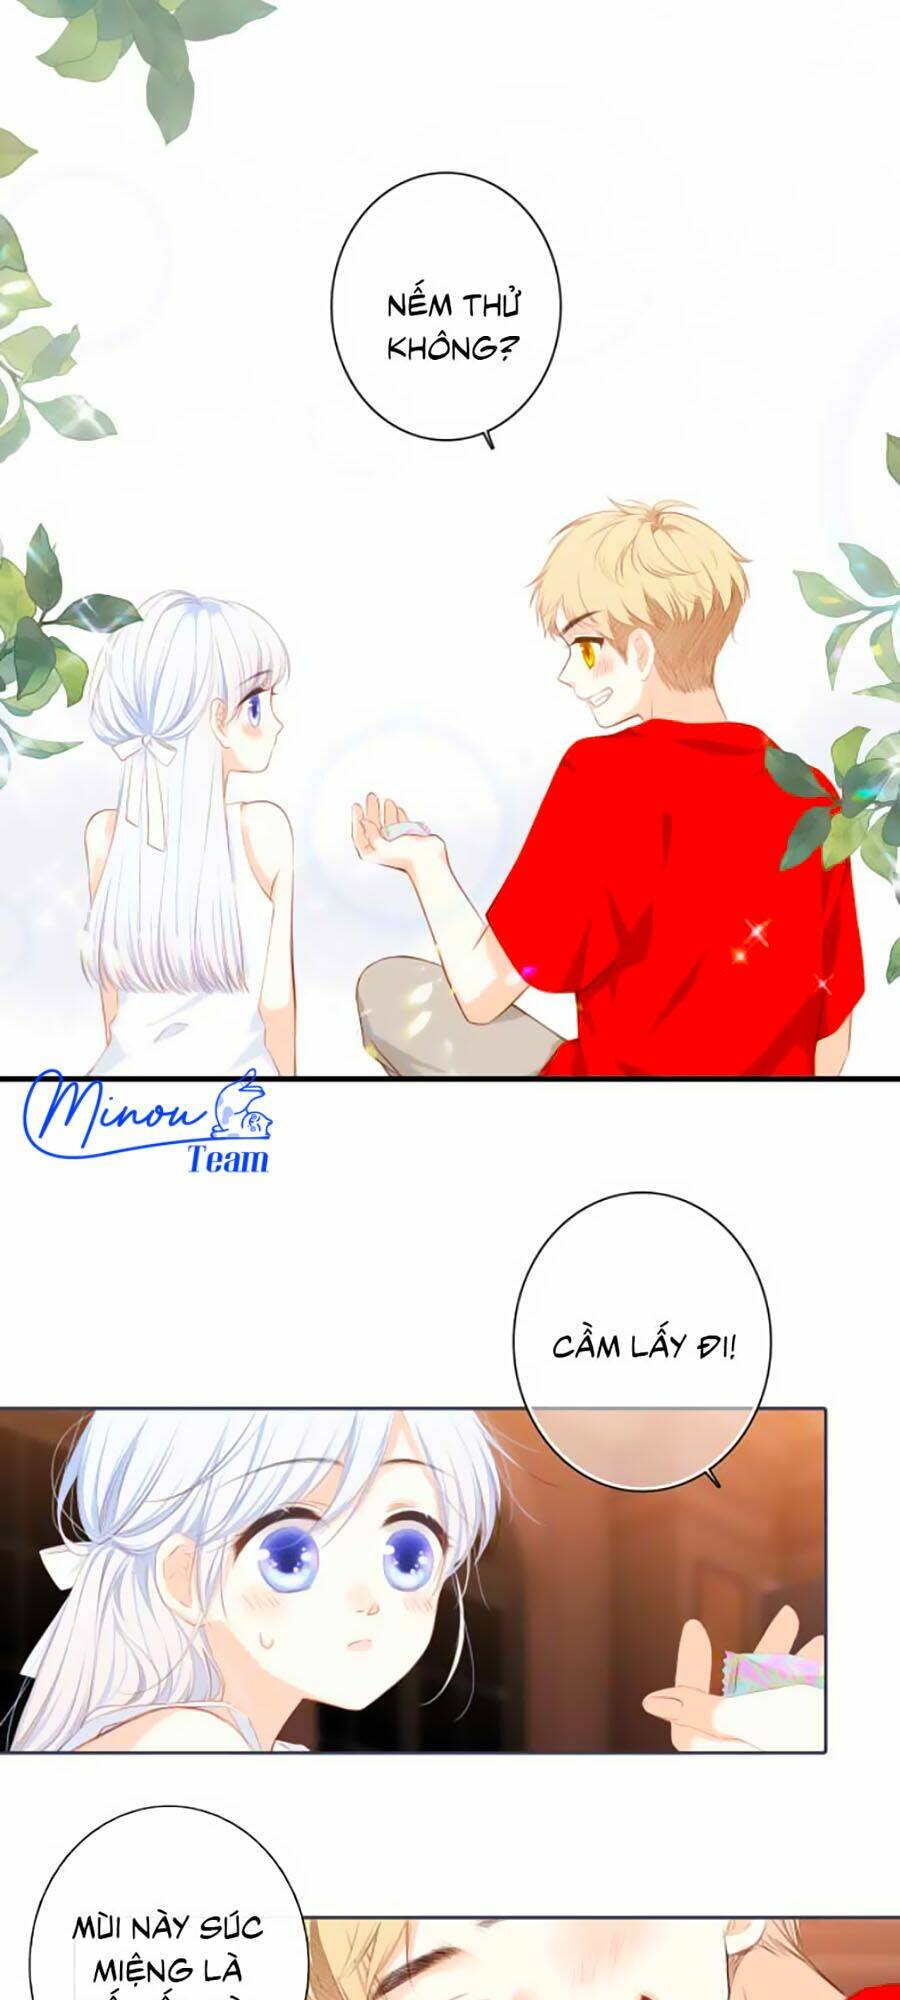 NẾM THỬ
KHÔNG?
Minou
Team
CẦM LẤY ĐI!
MÙI NÀY SÚC
MIỆNG LÀ